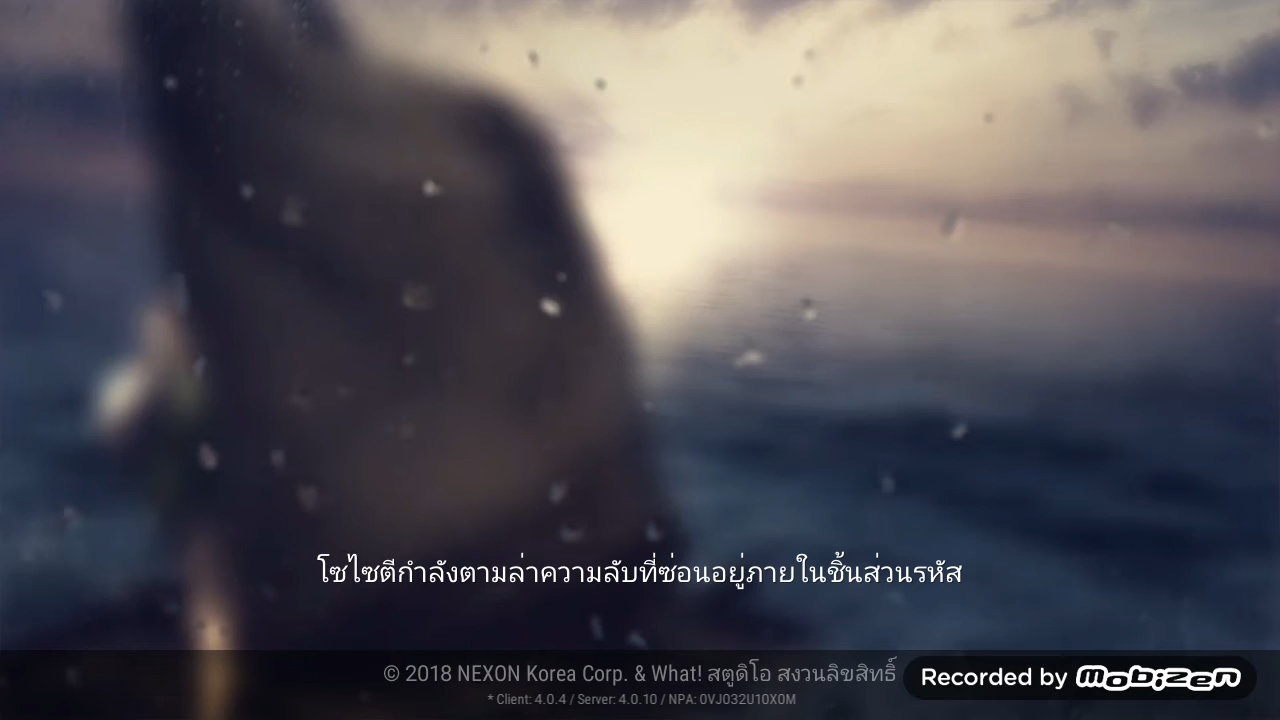 โซไซตีกำลังตามล่าความลับที่ซ่อนอยู่ภายในชิ้นส่วนรหัส
© 2018 NEXON Korea Corp. & What! สตูดิโอ สงวนลิขสิทธิ์
Recorded by Mobizen
* Client: 4.0.4 / Server: 4.0.10 / NPA: 0VJ032U10X0M